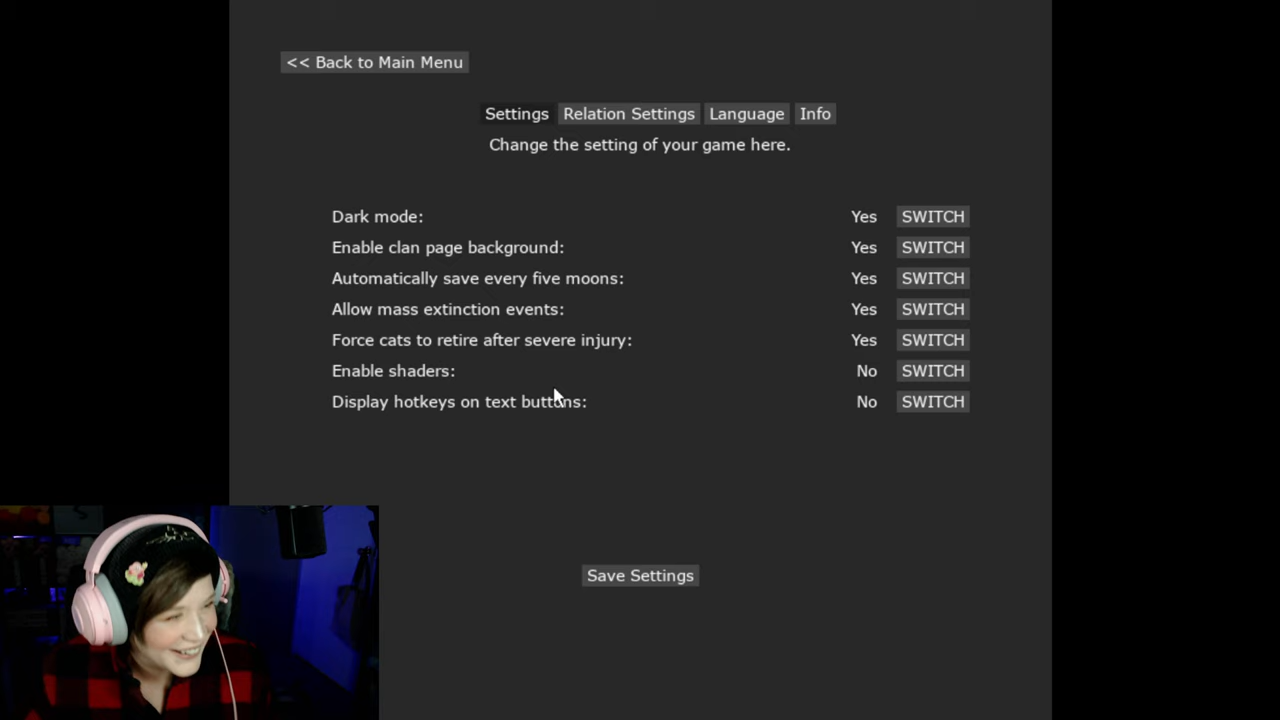 << Back to Main Menu
Settings Relation Settings Language Info
Change the setting of your game here.
Dark mode: Yes SWITCH
Enable clan page background: Yes SWITCH
Automatically save every five moons: Yes SWITCH
Allow mass extinction events: Yes SWITCH
Force cats to retire after severe injury: Yes SWITCH
Enable shaders: No SWITCH
Display hotkeys on text buttons: No SWITCH
Save Settings